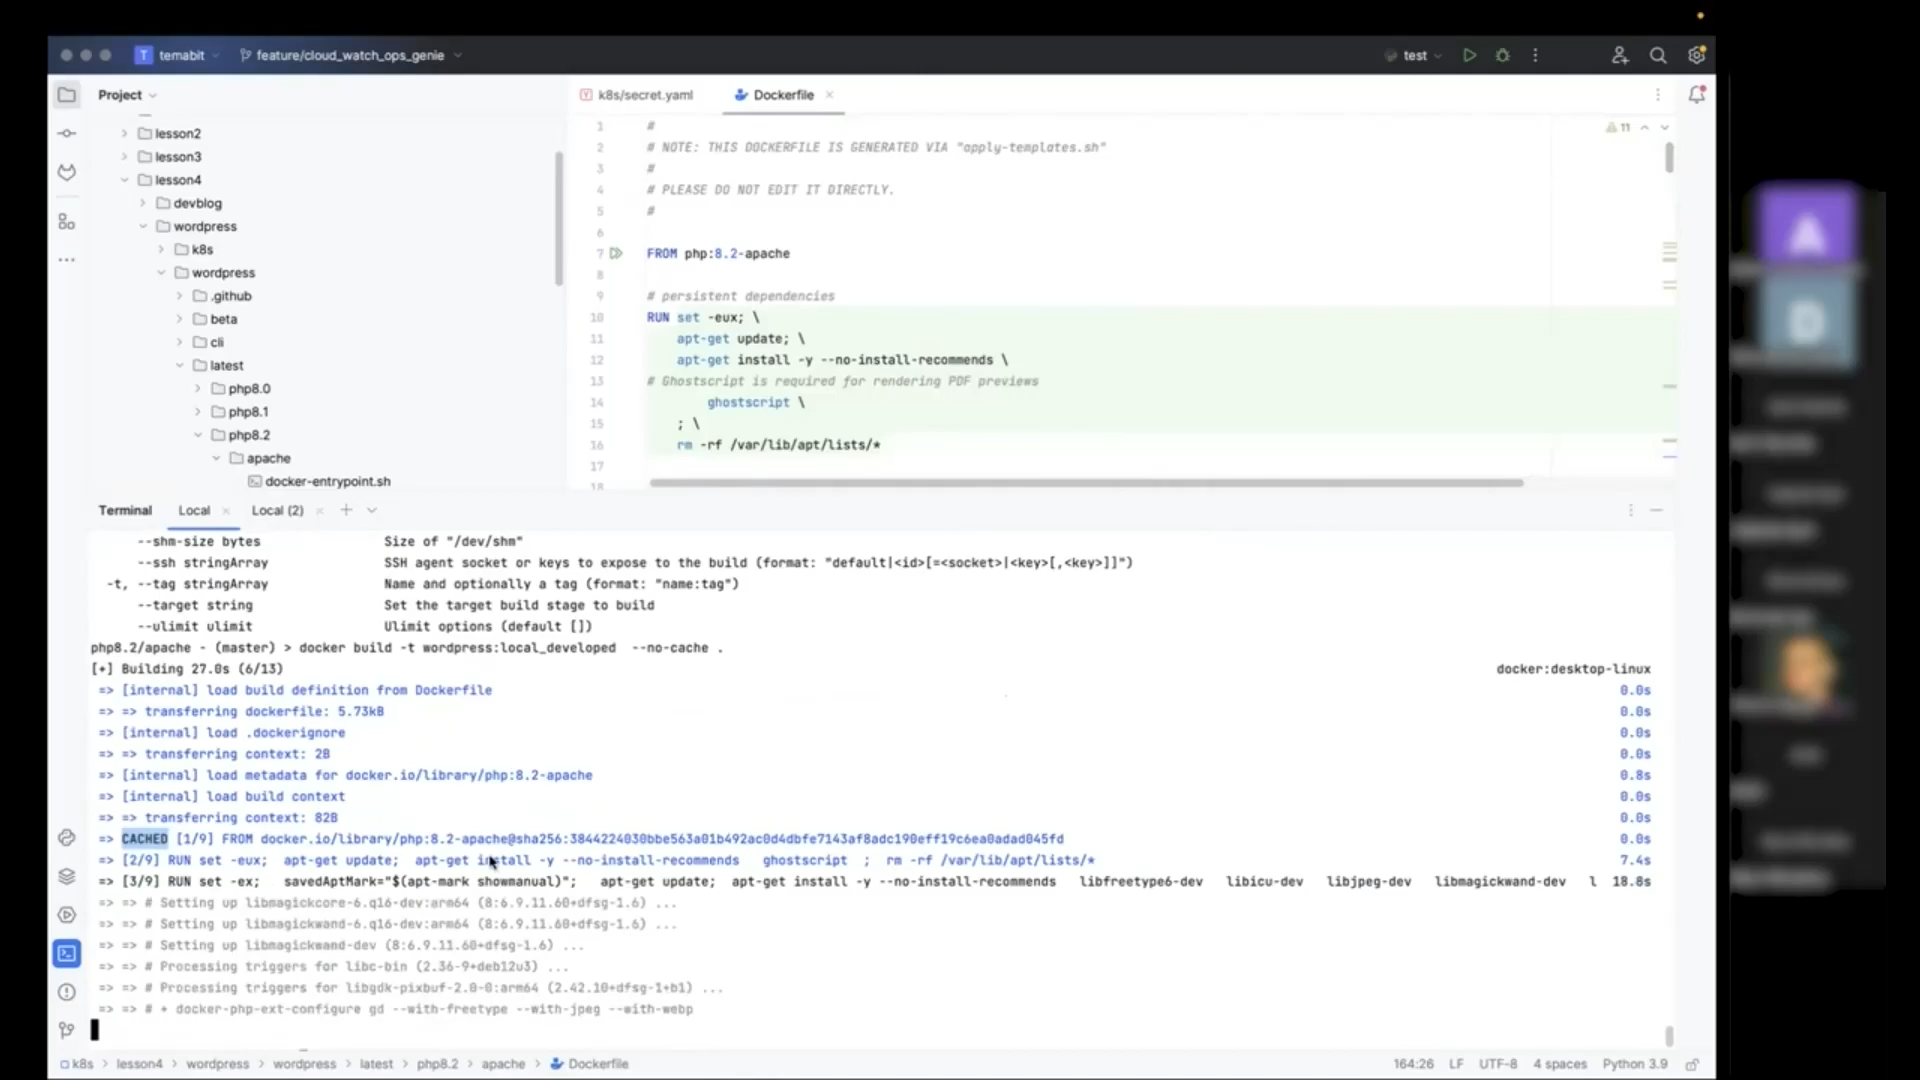 T temabit
feature/cloud_watch_ops_genie
test
Project
k8s/secret.yaml
Dockerfile
lesson2
lesson3
lesson4
devblog
wordpress
k8s
wordpress
.github
beta
cli
latest
php8.0
php8.1
php8.2
apache
docker-entrypoint.sh
11
1 #
2 # NOTE: THIS DOCKERFILE IS GENERATED VIA "apply-templates.sh"
3 #
4 # PLEASE DO NOT EDIT IT DIRECTLY.
5 #
6
7 FROM php:8.2-apache
8
9 # persistent dependencies
10 RUN set -eux; \
11 apt-get update; \
12 apt-get install -y --no-install-recommends \
13 # Ghostscript is required for rendering PDF previews
14 ghostscript \
15 ; \
16 rm -rf /var/lib/apt/lists/*
17
18
Terminal
Local
Local (2)
--shm-size bytes Size of "/dev/shm"
--ssh stringArray SSH agent socket or keys to expose to the build (format: "default|<id>[=<socket>|<key>[,<key>]]")
-t, --tag stringArray Name and optionally a tag (format: "name:tag")
--target string Set the target build stage to build
--ulimit ulimit Ulimit options (default [])
php8.2/apache - (master) > docker build -t wordpress:local_developed --no-cache .
[+] Building 27.0s (6/13) docker:desktop-linux
=> [internal] load build definition from Dockerfile 0.0s
=> => transferring dockerfile: 5.73kB 0.0s
=> [internal] load .dockerignore 0.0s
=> => transferring context: 2B 0.0s
=> [internal] load metadata for docker.io/library/php:8.2-apache 0.8s
=> [internal] load build context 0.0s
=> => transferring context: 82B 0.0s
=> CACHED [1/9] FROM docker.io/library/php:8.2-apache@sha256:3844224030bbe563a01b492ac0d4dbfe7143af8adc190eff19c6ea0adad045fd 0.0s
=> [2/9] RUN set -eux; apt-get update; apt-get install -y --no-install-recommends ghostscript ; rm -rf /var/lib/apt/lists/* 7.4s
=> [3/9] RUN set -ex; savedAptMark="$(apt-mark showmanual)"; apt-get update; apt-get install -y --no-install-recommends libfreetype6-dev libicu-dev libjpeg-dev libmagickwand-dev l 18.8s
=> => # Setting up libmagickcore-6.q16-dev:arm64 (8:6.9.11.60+dfsg-1.6) ...
=> => # Setting up libmagickwand-6.q16-dev:arm64 (8:6.9.11.60+dfsg-1.6) ...
=> => # Setting up libmagickwand-dev (8:6.9.11.60+dfsg-1.6) ...
=> => # Processing triggers for libc-bin (2.36-9+deb12u3) ...
=> => # Processing triggers for libgdk-pixbuf-2.0-0:arm64 (2.42.10+dfsg-1+b1) ...
=> => # + docker-php-ext-configure gd --with-freetype --with-jpeg --with-webp
k8s > lesson4 > wordpress > wordpress > latest > php8.2 > apache > Dockerfile
164:26 LF UTF-8 4 spaces Python 3.9
A
D